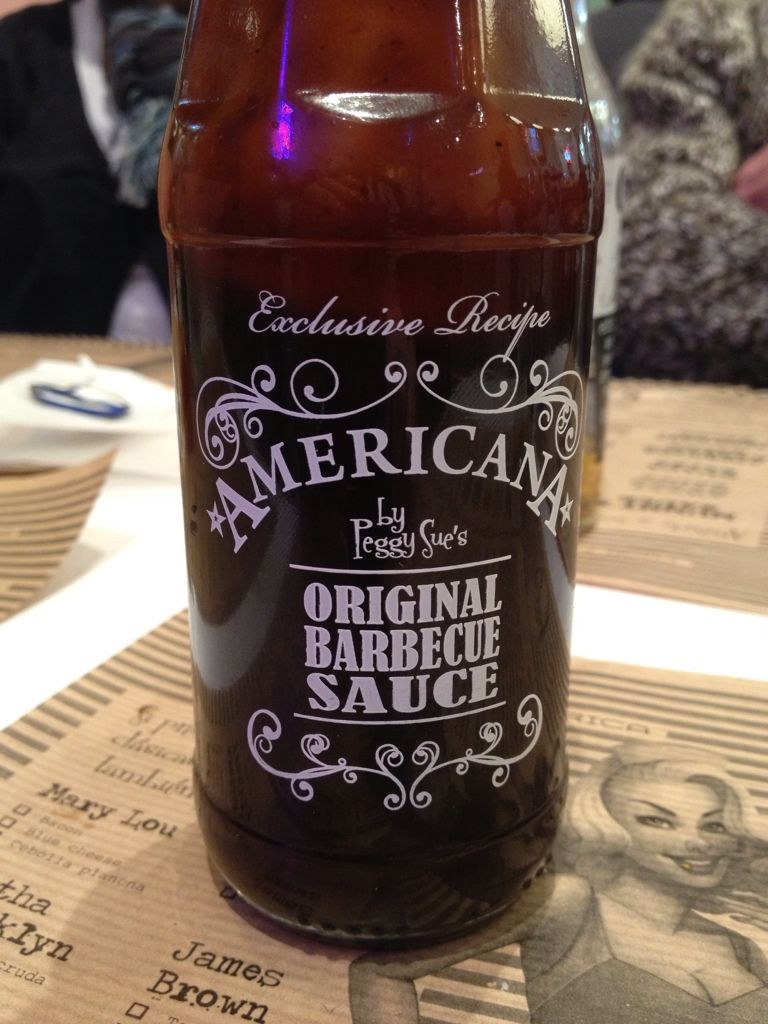 Exclusive Recipe
AMERICANA
by
Peggy Sue's
ORIGINAL
BARBECUE
SAUCE
RICA
Mary Lou
Bacon
Blue cheese
Cebolla plancha
tha
klyn
cruda
James
Brown